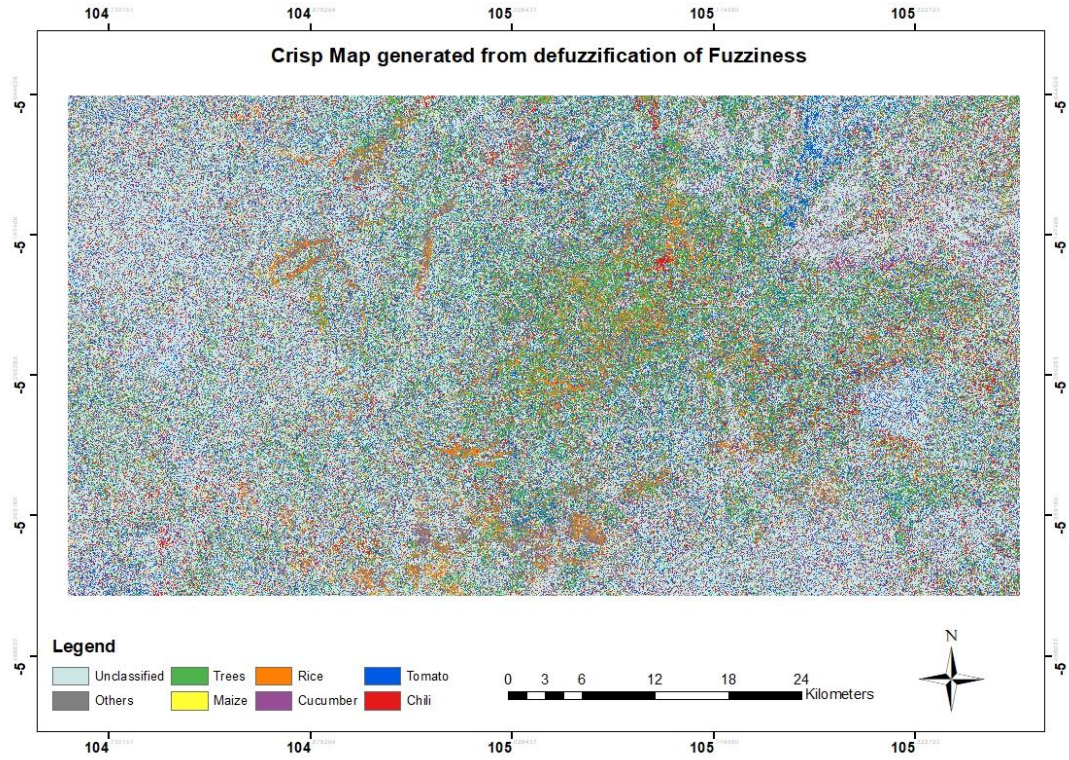 104 104 105 105 105
Crisp Map generated from defuzzification of Fuzziness
-5 -5
-5 -5
-5 -5
-5 -5
-5 -5
Legend
Unclassified Trees Rice Tomato
Others Maize Cucumber Chili
0 3 6 12 18 24
Kilometers
N
104 104 105 105 105